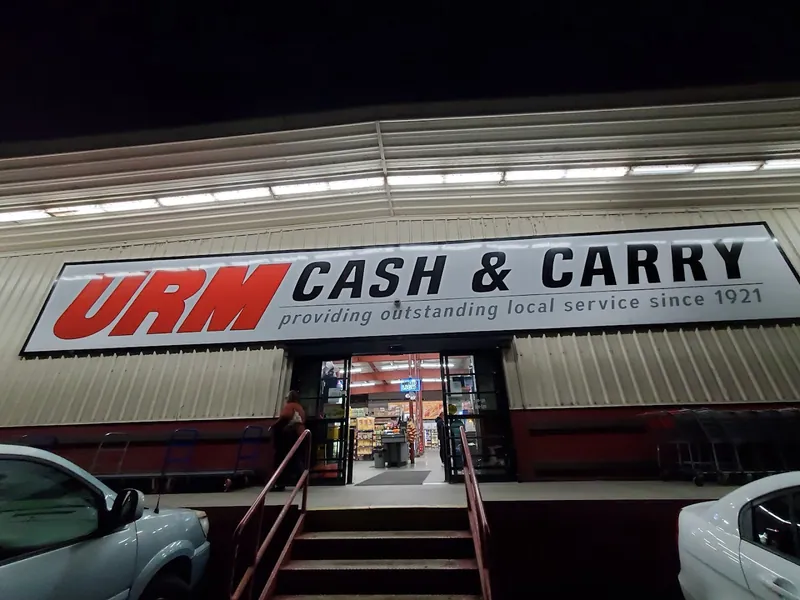 URM CASH & CARRY
providing outstanding local service since 1921